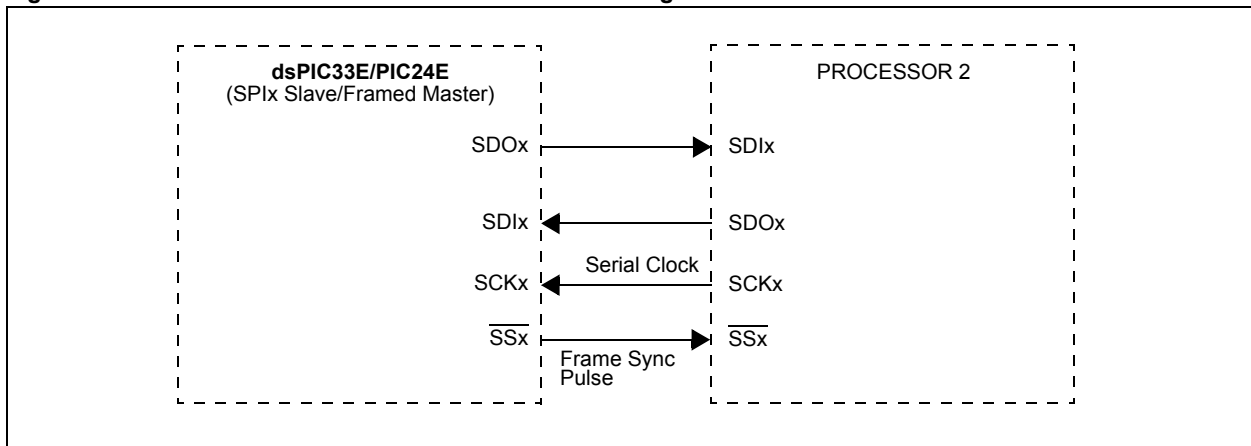 dsPIC33E/PIC24E
(SPIx Slave/Framed Master)
PROCESSOR 2
SDOx
SDIx
SDIx
SDOx
Serial Clock
SCKx
SCKx
SSx
SSx
Frame Sync
Pulse